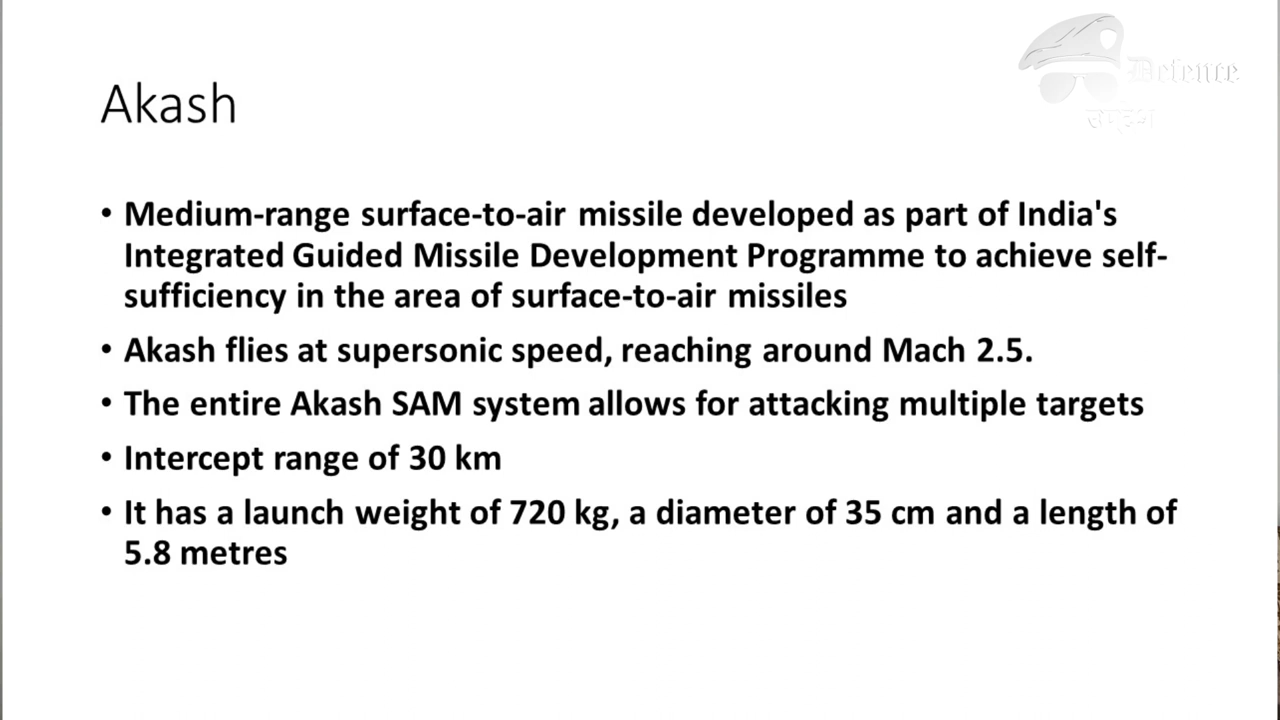 Defence
Akash
• Medium-range surface-to-air missile developed as part of India's
Integrated Guided Missile Development Programme to achieve self-
sufficiency in the area of surface-to-air missiles
• Akash flies at supersonic speed, reaching around Mach 2.5.
• The entire Akash SAM system allows for attacking multiple targets
• Intercept range of 30 km
• It has a launch weight of 720 kg, a diameter of 35 cm and a length of
5.8 metres